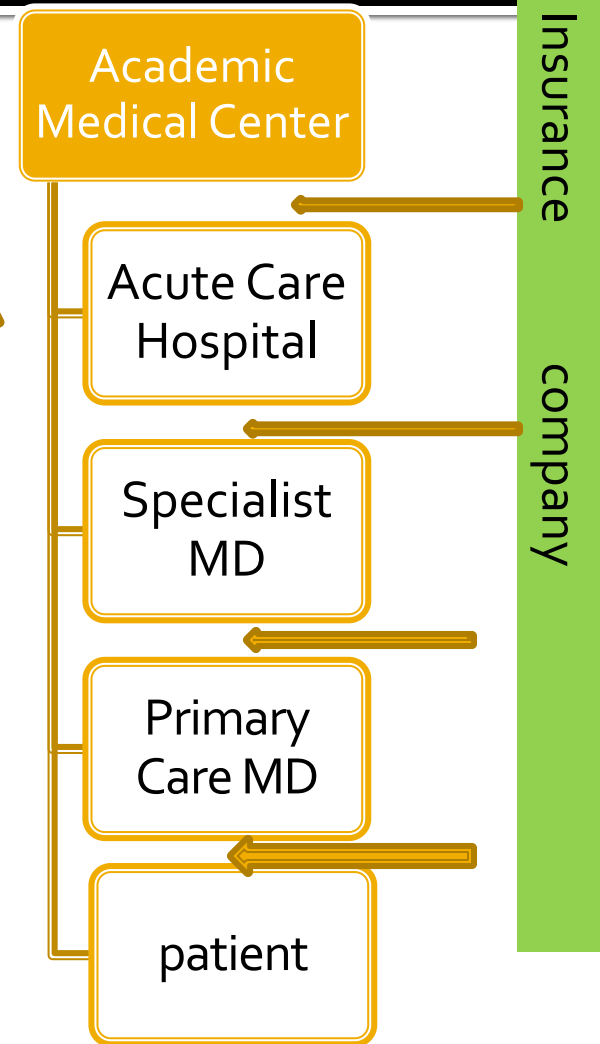 Academic
Medical Center
Acute Care
Hospital
Specialist
MD
Primary
Care MD
patient
Insurance company